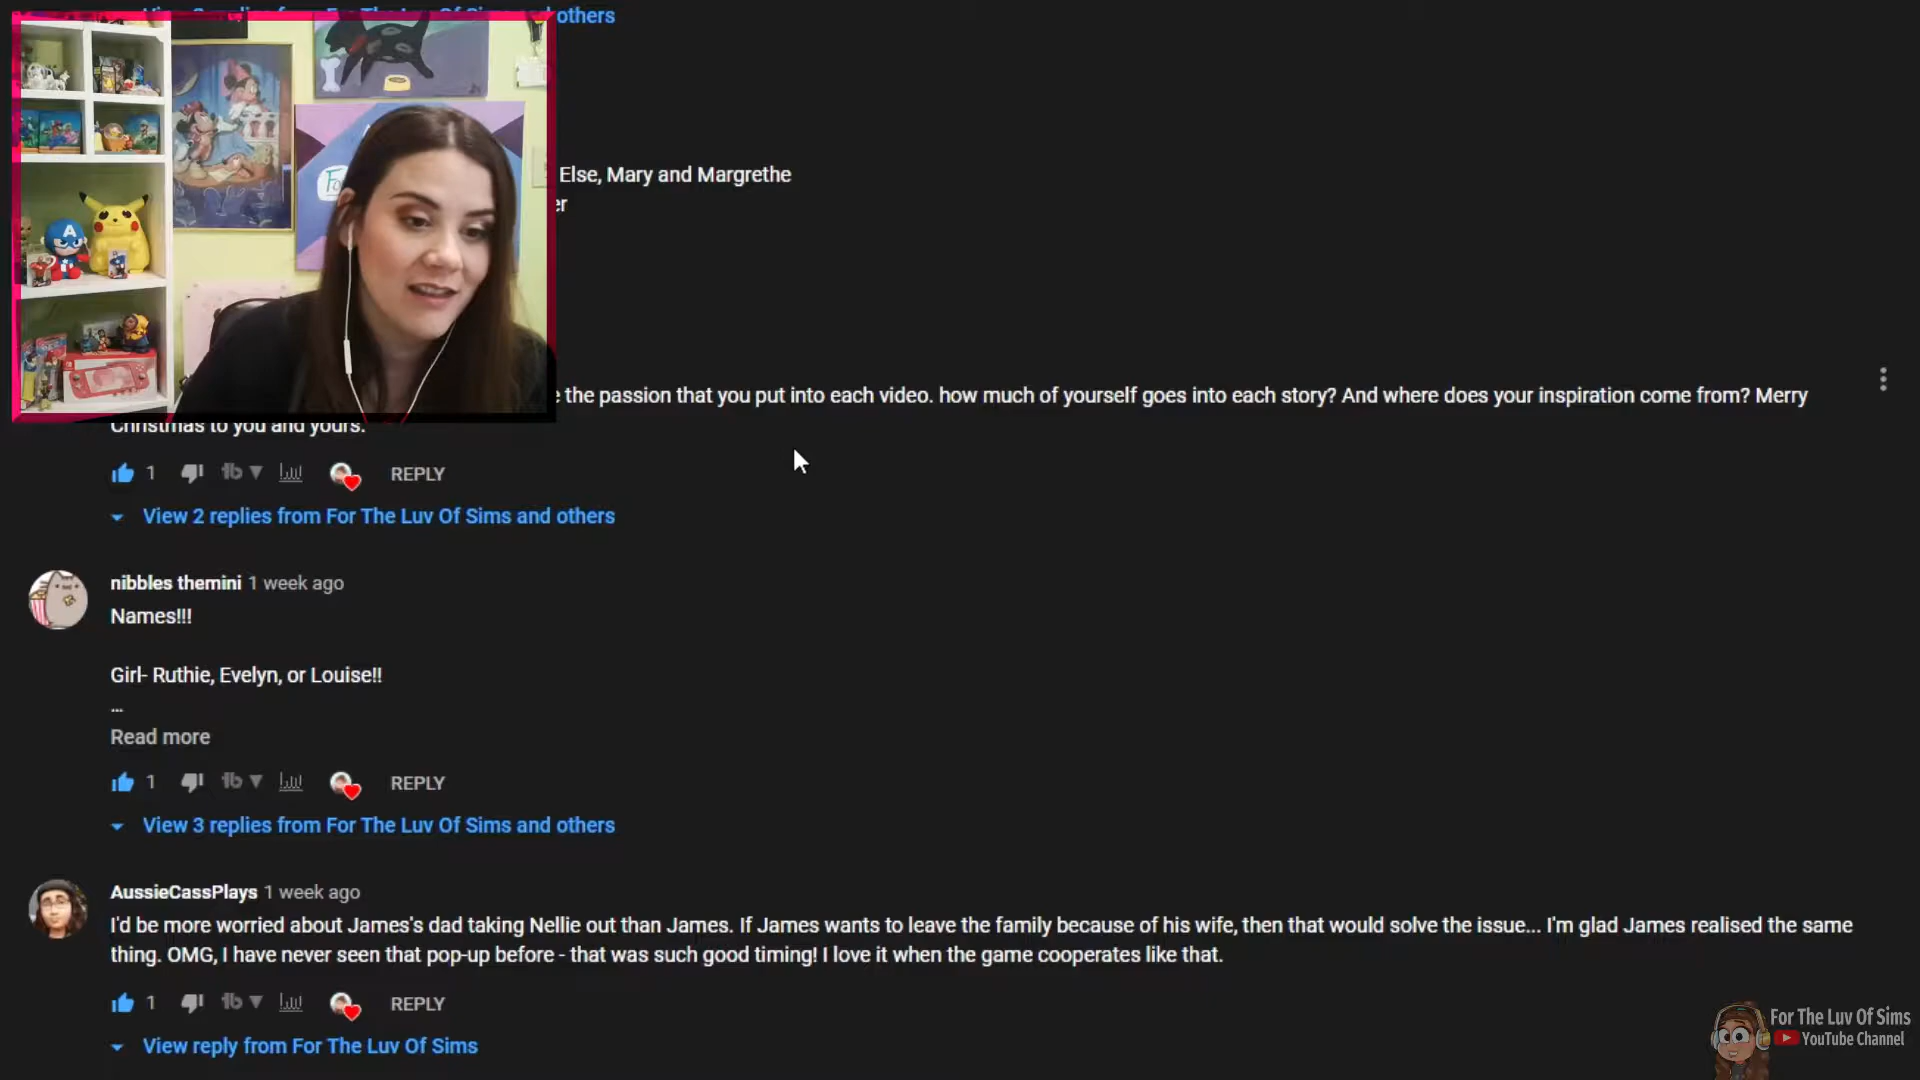 others
Else, Mary and Margrethe
er
the passion that you put into each video. how much of yourself goes into each story? And where does your inspiration come from? Merry
Christmas to you and yours.
1
REPLY
View 2 replies from For The Luv Of Sims and others
nibbles themini 1 week ago
Names!!!
Girl- Ruthie, Evelyn, or Louise!!
...
Read more
1
REPLY
View 3 replies from For The Luv Of Sims and others
AussieCassPlays 1 week ago
I'd be more worried about James's dad taking Nellie out than James. If James wants to leave the family because of his wife, then that would solve the issue... I'm glad James realised the same
thing. OMG, I have never seen that pop-up before - that was such good timing! I love it when the game cooperates like that.
1
REPLY
View reply from For The Luv Of Sims
For The Luv Of Sims
YouTube Channel